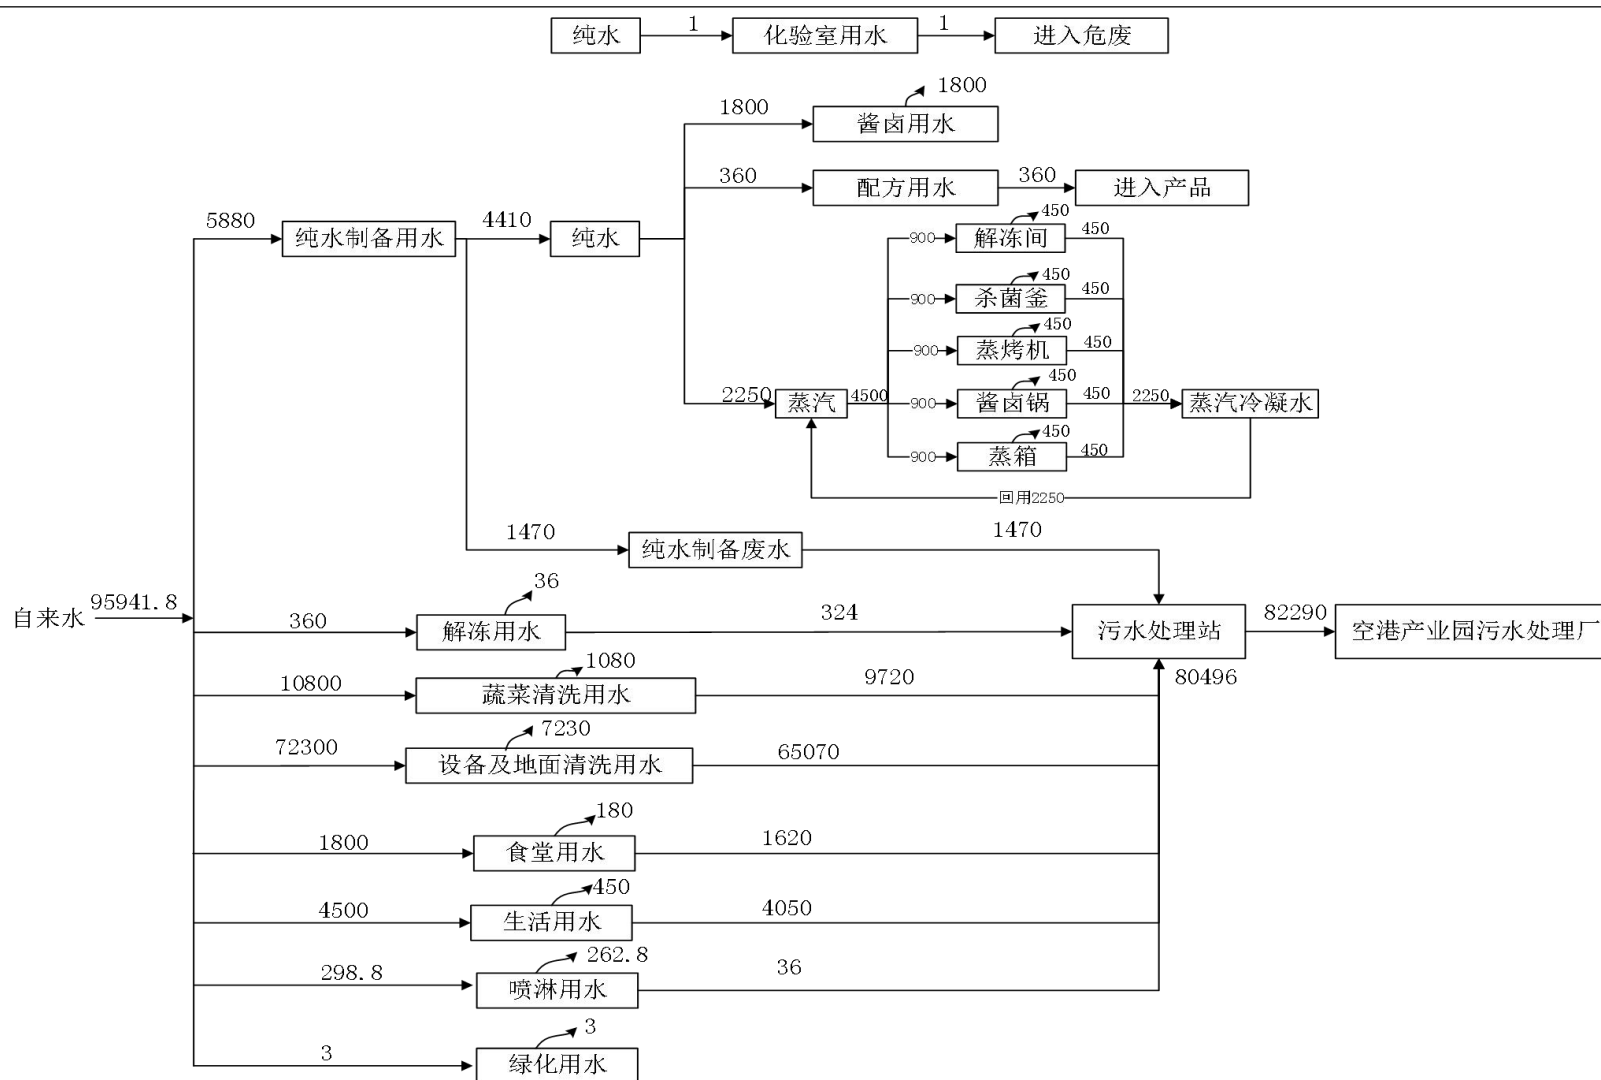 纯水 1 化验室用水 1 进入危废
1800
1800 酱卤用水
360 配方用水 360 进入产品
5880 纯水制备用水 4410 纯水
450
900 解冻间 450
450
900 杀菌釜 450
450
900 蒸烤机 450
450
2250 蒸汽 4500 900 酱卤锅 450 2250 蒸汽冷凝水
450
900 蒸箱 450
回用2250
1470 纯水制备废水 1470
自来水 95941.8
36
360 解冻用水 324 污水处理站 82290 空港产业园污水处理厂
1080
10800 蔬菜清洗用水 9720 80496
7230
72300 设备及地面清洗用水 65070
180
1800 食堂用水 1620
450
4500 生活用水 4050
262.8
298.8 喷淋用水 36
3
3 绿化用水